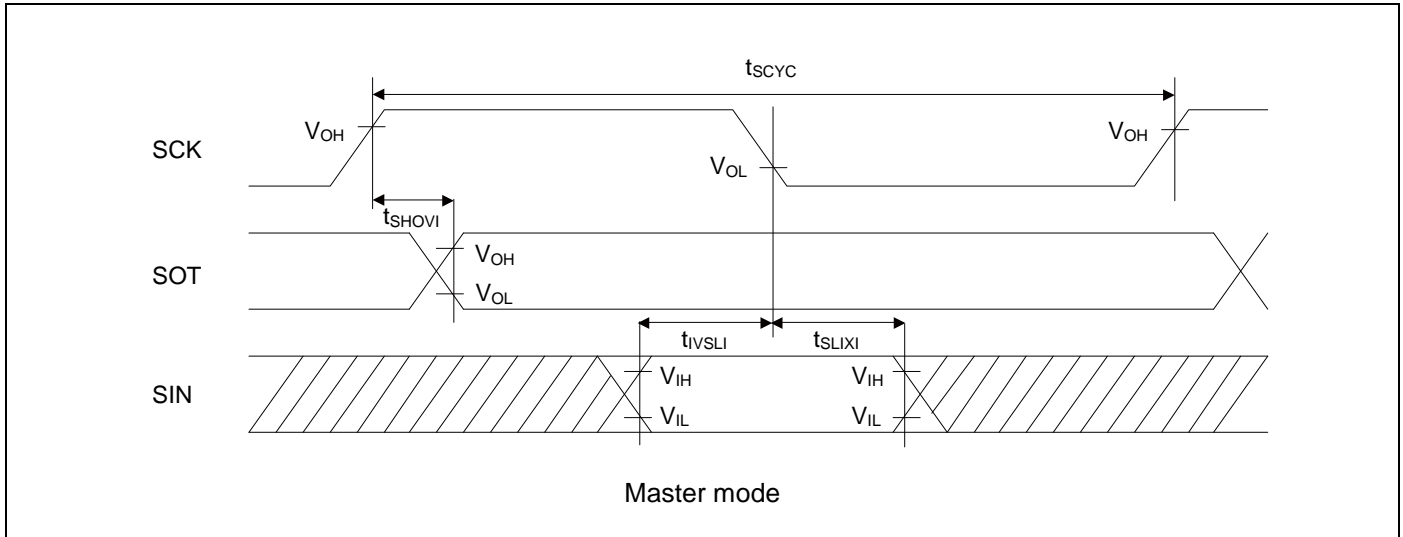 tSCYC
SCK
VOH
VOL
VOH
tSHOVI
SOT
VOH
VOL
tIVSLI
tSLIXI
SIN
VIH
VIH
VIL
VIL
Master mode